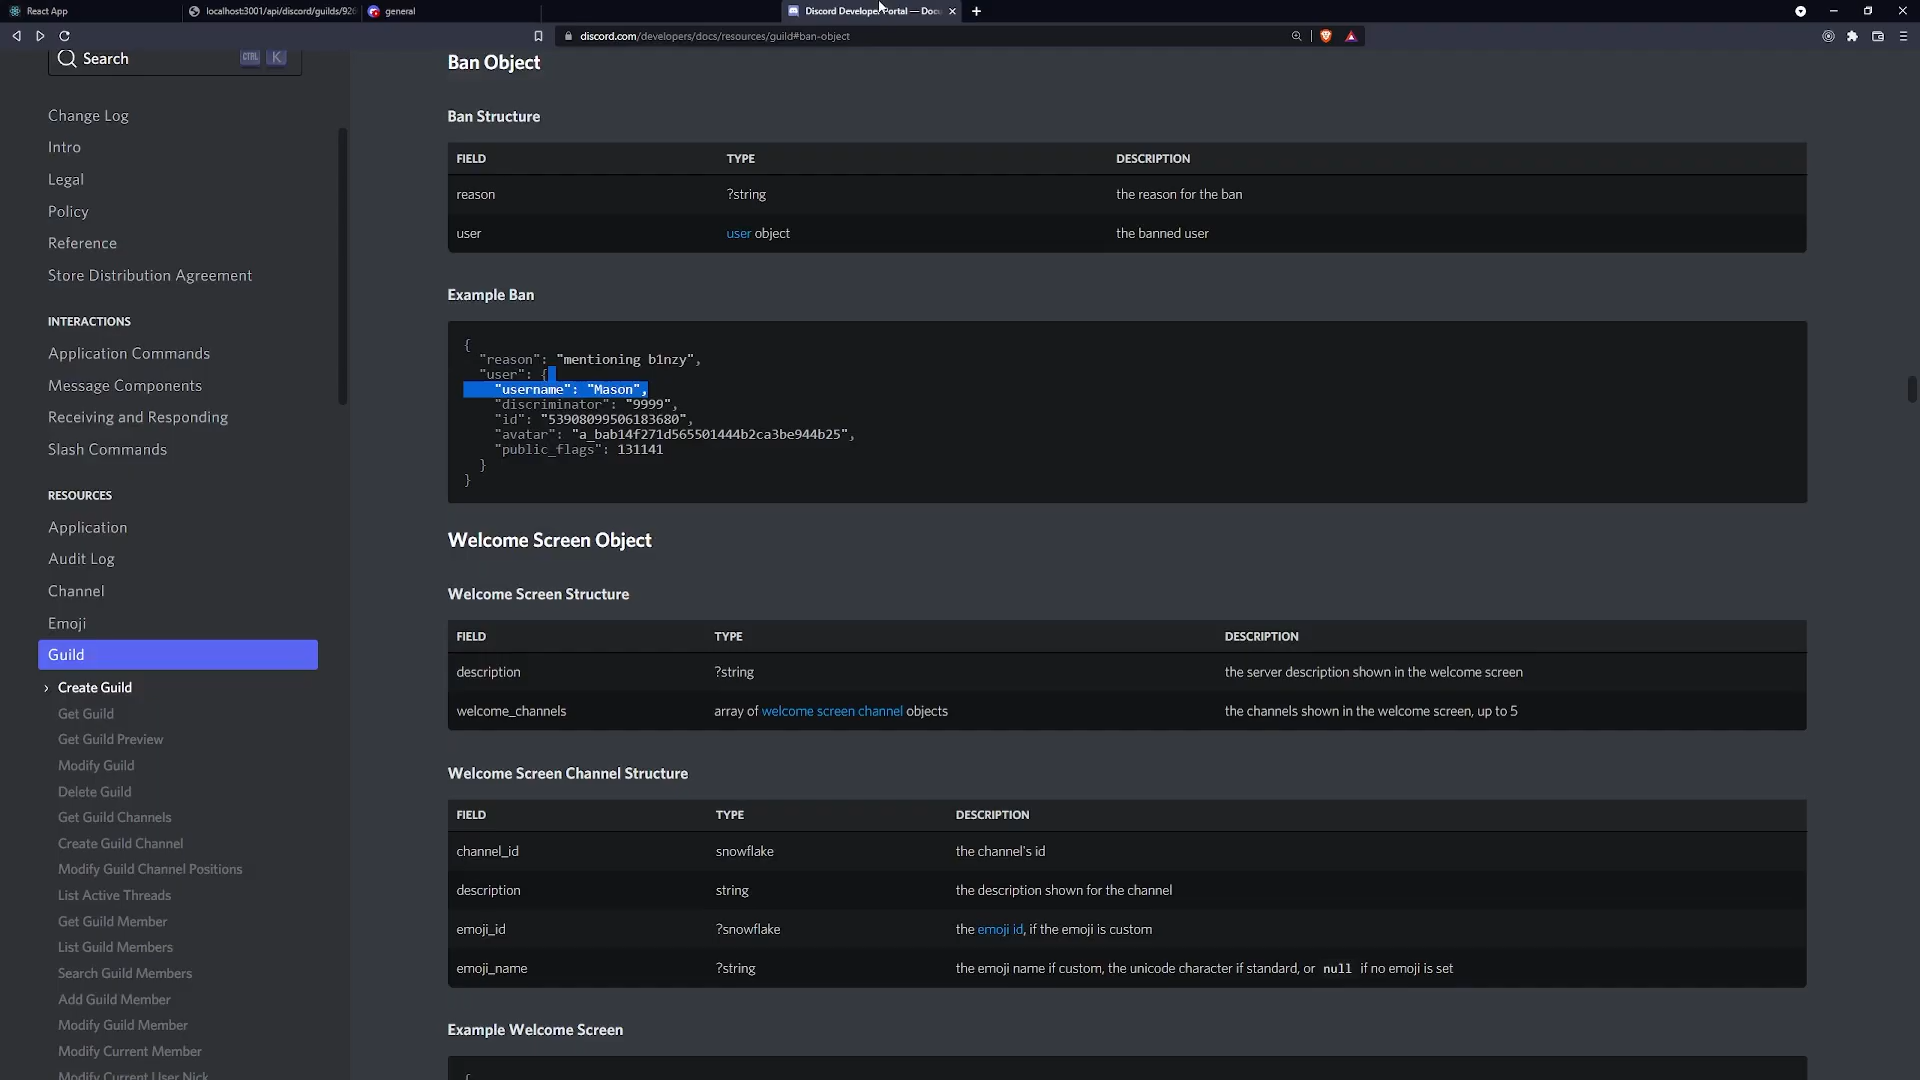 React App
localhost:3001/api/discord/guilds/926
general
Discord Developer Portal — Docu
discord.com/developers/docs/resources/guild#ban-object
Search
CTRL K
Change Log
Intro
Legal
Policy
Reference
Store Distribution Agreement
INTERACTIONS
Application Commands
Message Components
Receiving and Responding
Slash Commands
RESOURCES
Application
Audit Log
Channel
Emoji
Guild
Create Guild
Get Guild
Get Guild Preview
Modify Guild
Delete Guild
Get Guild Channels
Create Guild Channel
Modify Guild Channel Positions
List Active Threads
Get Guild Member
List Guild Members
Search Guild Members
Add Guild Member
Modify Guild Member
Modify Current Member
Modify Current User Nick
Ban Object
Ban Structure
FIELD TYPE DESCRIPTION
reason ?string the reason for the ban
user user object the banned user
Example Ban
{
"reason": "mentioning b1nzy",
"user": {
"username": "Mason",
"discriminator": "9999",
"id": "53908099506183680",
"avatar": "a_bab14f271d565501444b2ca3be944b25",
"public_flags": 131141
}
}
Welcome Screen Object
Welcome Screen Structure
FIELD TYPE DESCRIPTION
description ?string the server description shown in the welcome screen
welcome_channels array of welcome screen channel objects the channels shown in the welcome screen, up to 5
Welcome Screen Channel Structure
FIELD TYPE DESCRIPTION
channel_id snowflake the channel's id
description string the description shown for the channel
emoji_id ?snowflake the emoji id, if the emoji is custom
emoji_name ?string the emoji name if custom, the unicode character if standard, or null if no emoji is set
Example Welcome Screen
{